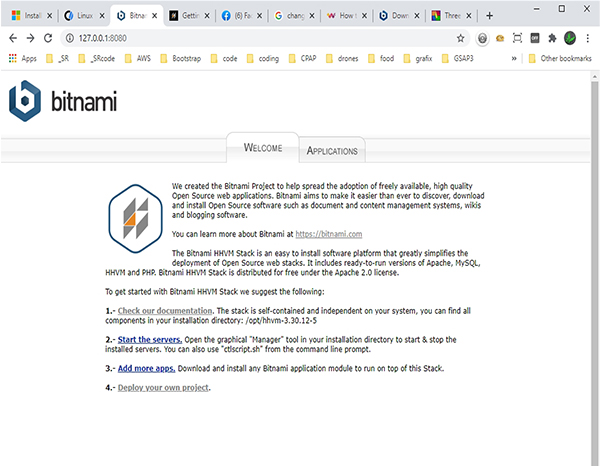 Install
Linux
Bitna
Gettin
(6) Fa
chang
How t
Down
Three.
127.0.0.1:8080
OFF
Apps _SR _SRcode AWS Bootstrap code coding CPAP drones food grafix GSAP3 » Other bookmarks
bitnami
Welcome Applications
We created the Bitnami Project to help spread the adoption of freely available, high quality
Open Source web applications. Bitnami aims to make it easier than ever to discover, download
and install Open Source software such as document and content management systems, wikis
and blogging software.
You can learn more about Bitnami at https://bitnami.com
The Bitnami HHVM Stack is an easy to install software platform that greatly simplifies the
deployment of Open Source web stacks. It includes ready-to-run versions of Apache, MySQL,
HHVM and PHP. Bitnami HHVM Stack is distributed for free under the Apache 2.0 license.
To get started with Bitnami HHVM Stack we suggest the following:
1.- Check our documentation. The stack is self-contained and independent on your system, you can find all
components in your installation directory: /opt/hhvm-3.30.12-5
2.- Start the servers. Open the graphical "Manager" tool in your installation directory to start & stop the
installed servers. You can also use "ctlscript.sh" from the command line prompt.
3.- Add more apps. Download and install any Bitnami application module to run on top of this Stack.
4.- Deploy your own project.